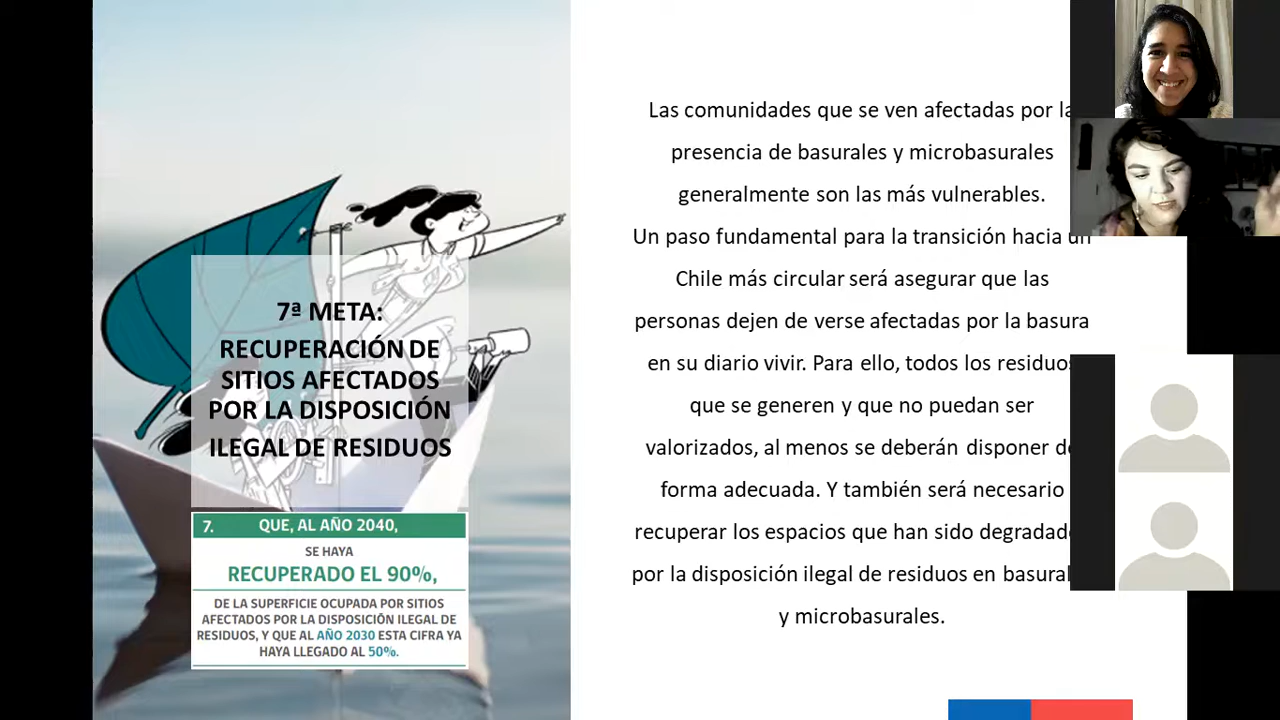 7ª META:
RECUPERACIÓN DE
SITIOS AFECTADOS
POR LA DISPOSICIÓN
ILEGAL DE RESIDUOS
7. QUE, AL AÑO 2040,
SE HAYA
RECUPERADO EL 90%,
DE LA SUPERFICIE OCUPADA POR SITIOS
AFECTADOS POR LA DISPOSICIÓN ILEGAL DE
RESIDUOS, Y QUE AL AÑO 2030 ESTA CIFRA YA
HAYA LLEGADO AL 50%.
Las comunidades que se ven afectadas por la
presencia de basurales y microbasurales
generalmente son las más vulnerables.
Un paso fundamental para la transición hacia un
Chile más circular será asegurar que las
personas dejen de verse afectadas por la basura
en su diario vivir. Para ello, todos los residuos
que se generen y que no puedan ser
valorizados, al menos se deberán disponer de
forma adecuada. Y también será necesario
recuperar los espacios que han sido degradad
por la disposición ilegal de residuos en basural
y microbasurales.